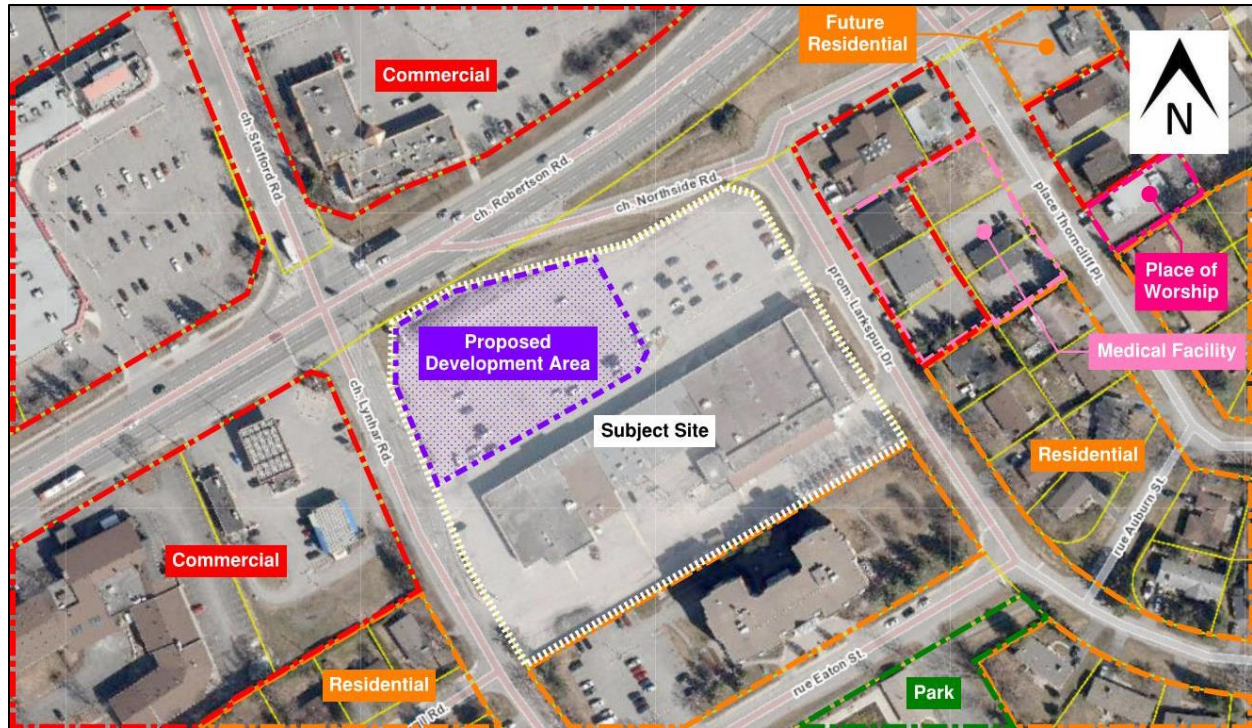 Future
Residential
Commercial
N
ch. Stafford Rd
ch. Robertson Rd.
ch. Northside Rd.
place Thorncliff Pl.
Place of
Worship
prom. Larkspur Dr.
Medical Facility
Proposed
Development Area
ch. Lynhar Rd.
Subject Site
Residential
rue Auburn St.
Commercial
Residential
rue Eaton St.
Park
Rd.